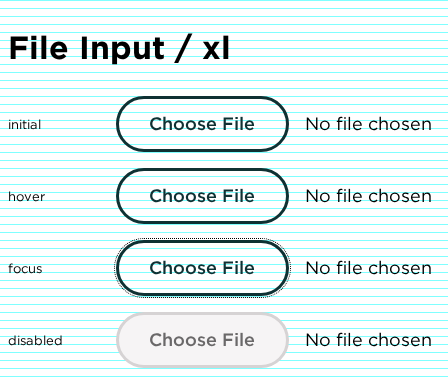 File Input / xl
initial Choose File No file chosen
hover Choose File No file chosen
focus Choose File No file chosen
disabled Choose File No file chosen